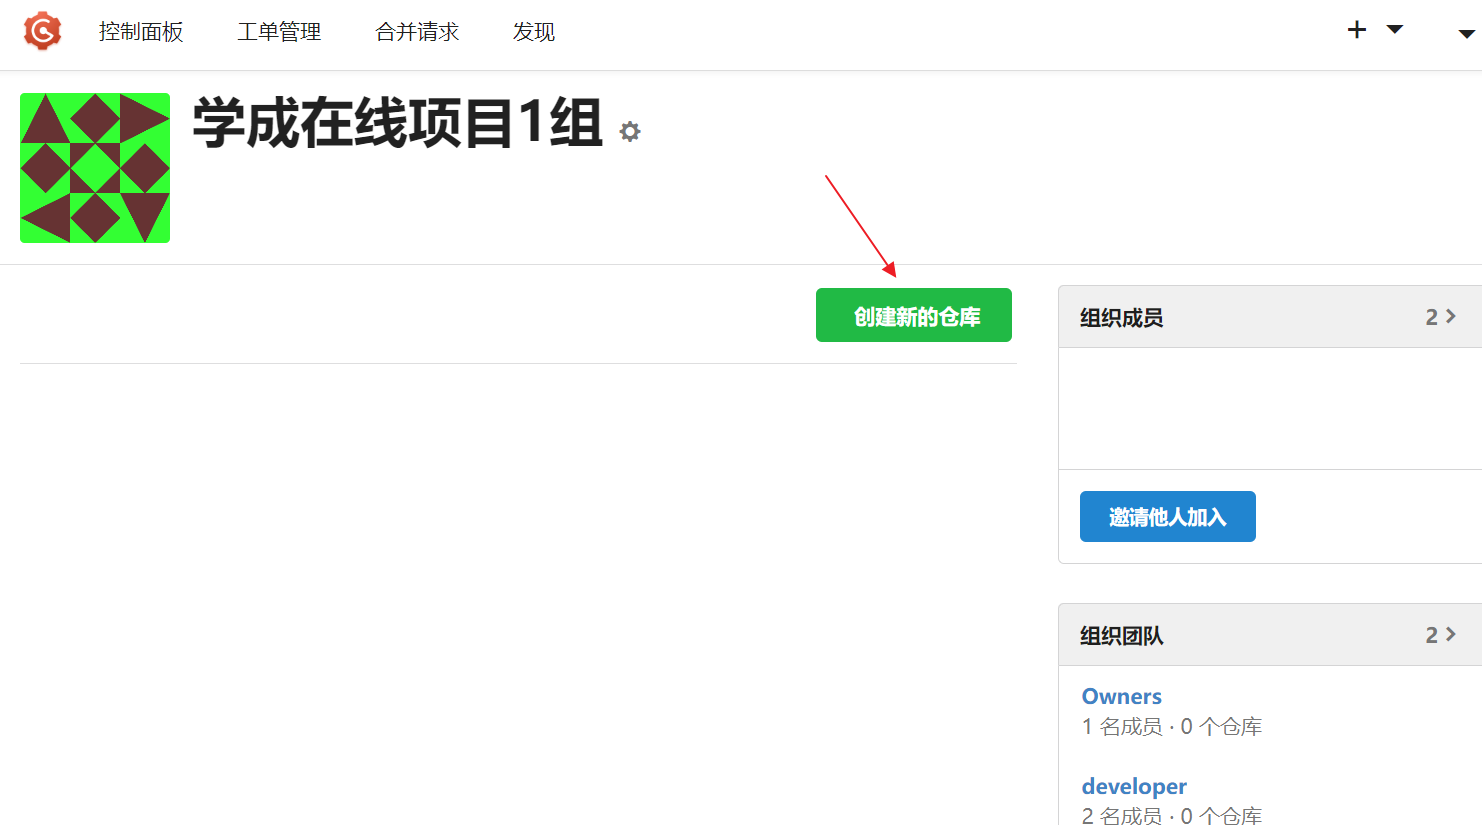 控制面板 工单管理 合并请求 发现
学成在线项目1组
创建新的仓库
组织成员 2
邀请他人加入
组织团队 2
Owners
1 名成员 · 0 个仓库
developer
2 名成员 · 0 个仓库